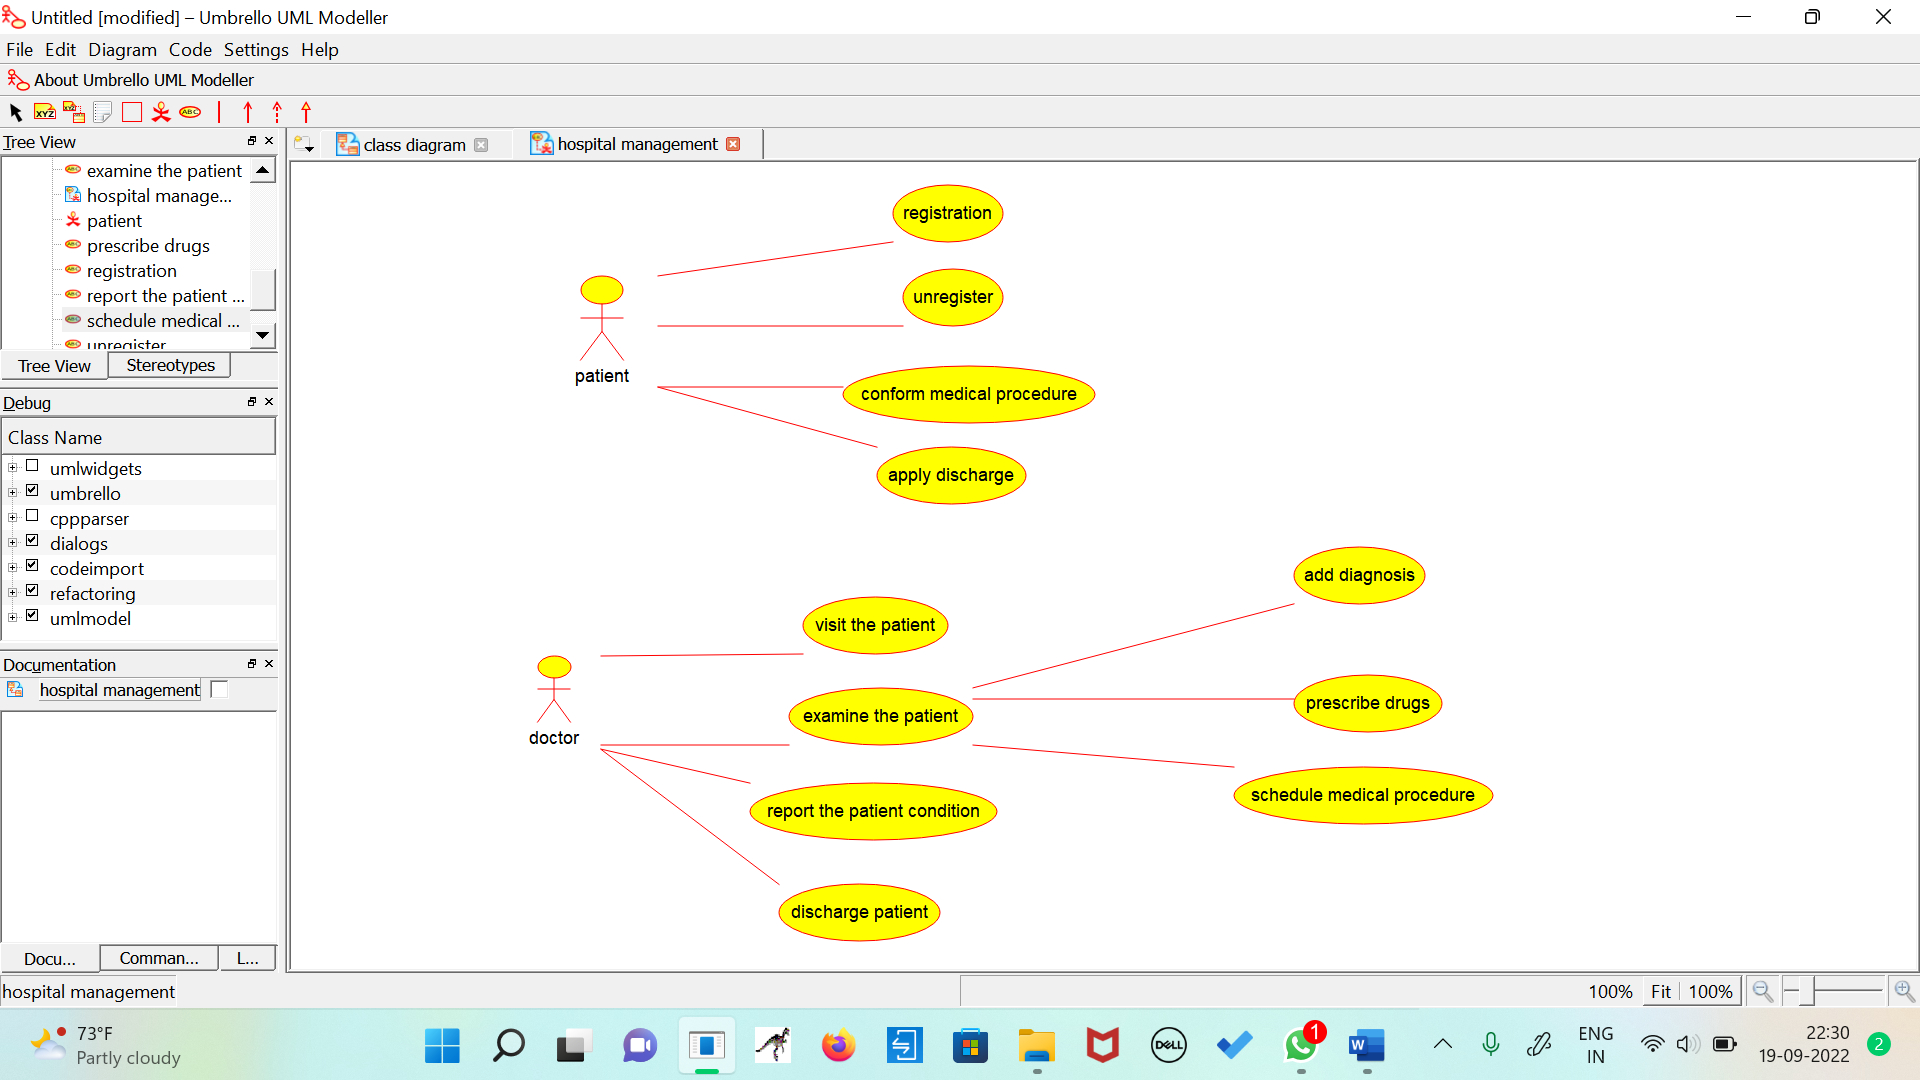 Untitled [modified] – Umbrello UML Modeller
File Edit Diagram Code Settings Help
About Umbrello UML Modeller
XYZ XYZ ABC
Tree View
examine the patient
hospital manage...
patient
prescribe drugs
registration
report the patient ...
schedule medical ...
unregister
Tree View Stereotypes
Debug
Class Name
umlwidgets
umbrello
cppparser
dialogs
codeimport
refactoring
umlmodel
Documentation
hospital management
Docu... Comman... L...
class diagram hospital management
registration
unregister
patient
conform medical procedure
apply discharge
add diagnosis
visit the patient
prescribe drugs
examine the patient
doctor
schedule medical procedure
report the patient condition
discharge patient
hospital management
100% Fit 100%
73°F
Partly cloudy
DELL
1
W
ENG
IN
22:30
19-09-2022
2